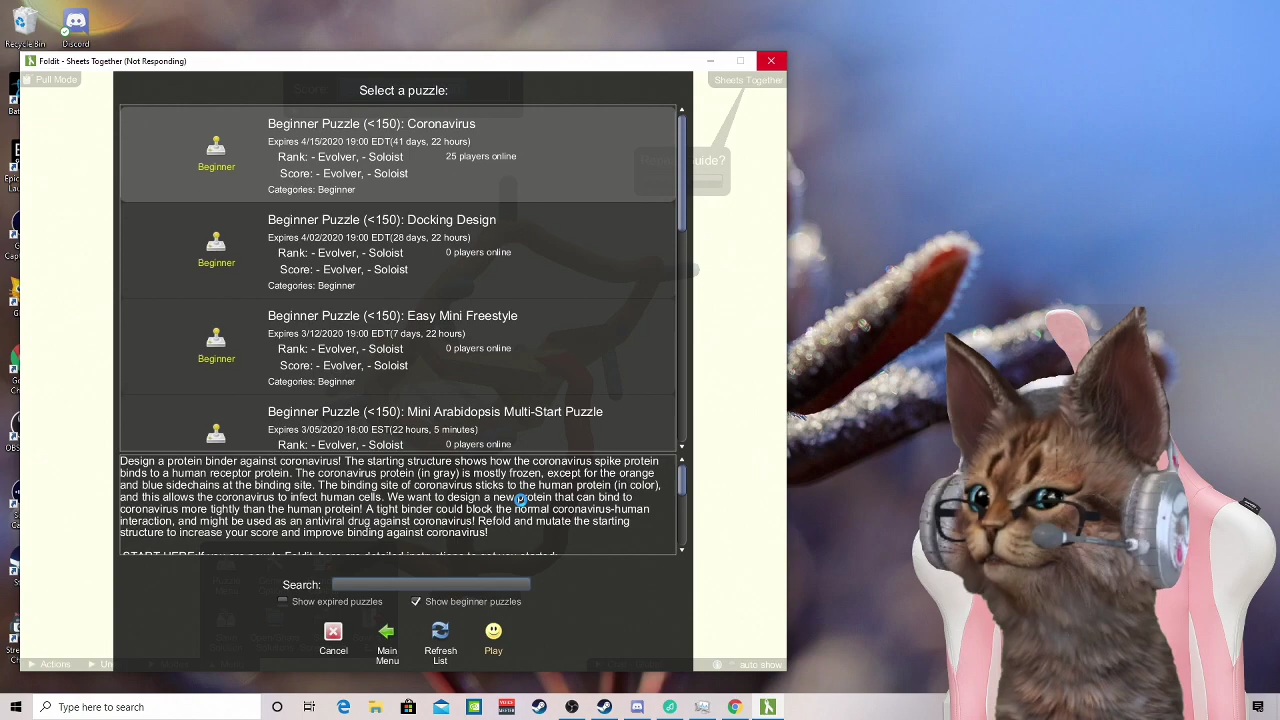 Recycle Bin
Discord
Foldit - Sheets Together (Not Responding)
Pull Mode
Sheets Together
Select a puzzle:
Beginner Puzzle (<150): Coronavirus
Expires 4/15/2020 19:00 EDT(41 days, 22 hours)
Beginner
Rank: - Evolver, - Soloist
25 players online
Score: - Evolver, - Soloist
Categories: Beginner
Beginner Puzzle (<150): Docking Design
Expires 4/02/2020 19:00 EDT(28 days, 22 hours)
Beginner
Rank: - Evolver, - Soloist
0 players online
Score: - Evolver, - Soloist
Categories: Beginner
Beginner Puzzle (<150): Easy Mini Freestyle
Expires 3/12/2020 19:00 EDT(7 days, 22 hours)
Beginner
Rank: - Evolver, - Soloist
0 players online
Score: - Evolver, - Soloist
Categories: Beginner
Beginner Puzzle (<150): Mini Arabidopsis Multi-Start Puzzle
Expires 3/05/2020 18:00 EST(22 hours, 5 minutes)
Rank: - Evolver, - Soloist
0 players online
Design a protein binder against coronavirus! The starting structure shows how the coronavirus spike protein
binds to a human receptor protein. The coronavirus protein (in gray) is mostly frozen, except for the orange
and blue sidechains at the binding site. The binding site of coronavirus sticks to the human protein (in color),
and this allows the coronavirus to infect human cells. We want to design a new protein that can bind to
coronavirus more tightly than the human protein! A tight binder could block the normal coronavirus-human
interaction, and might be used as an antiviral drug against coronavirus! Refold and mutate the starting
structure to increase your score and improve binding against coronavirus!
Search:
Show expired puzzles
Show beginner puzzles
Cancel
Main Menu
Refresh List
Play
Actions
auto show
Type here to search